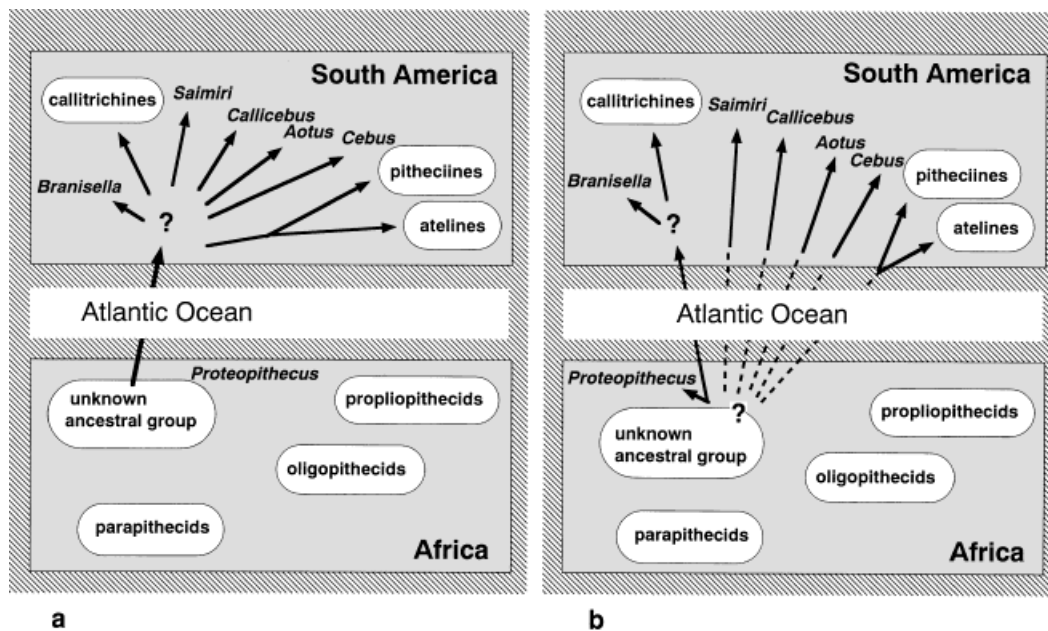 South America
callitrichines
Saimiri
Callicebus
Aotus
Cebus
pitheciines
Branisella
?
atelines
Atlantic Ocean
Proteopithecus
unknown
ancestral group
propliopithecids
oligopithecids
parapithecids
Africa
a
South America
callitrichines
Saimiri
Callicebus
Aotus
Cebus
pitheciines
Branisella
?
atelines
Atlantic Ocean
Proteopithecus
?
unknown
ancestral group
propliopithecids
oligopithecids
parapithecids
Africa
b